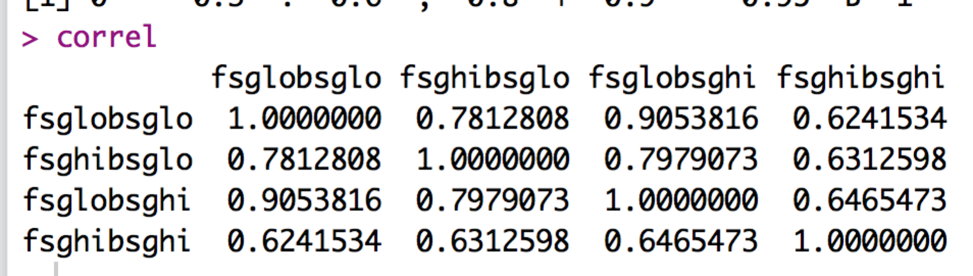 > correl
fsglobsglo fsghibsglo fsglobsghi fsghibsghi
fsglobsglo 1.0000000 0.7812808 0.9053816 0.6241534
fsghibsglo 0.7812808 1.0000000 0.7979073 0.6312598
fsglobsghi 0.9053816 0.7979073 1.0000000 0.6465473
fsghibsghi 0.6241534 0.6312598 0.6465473 1.0000000